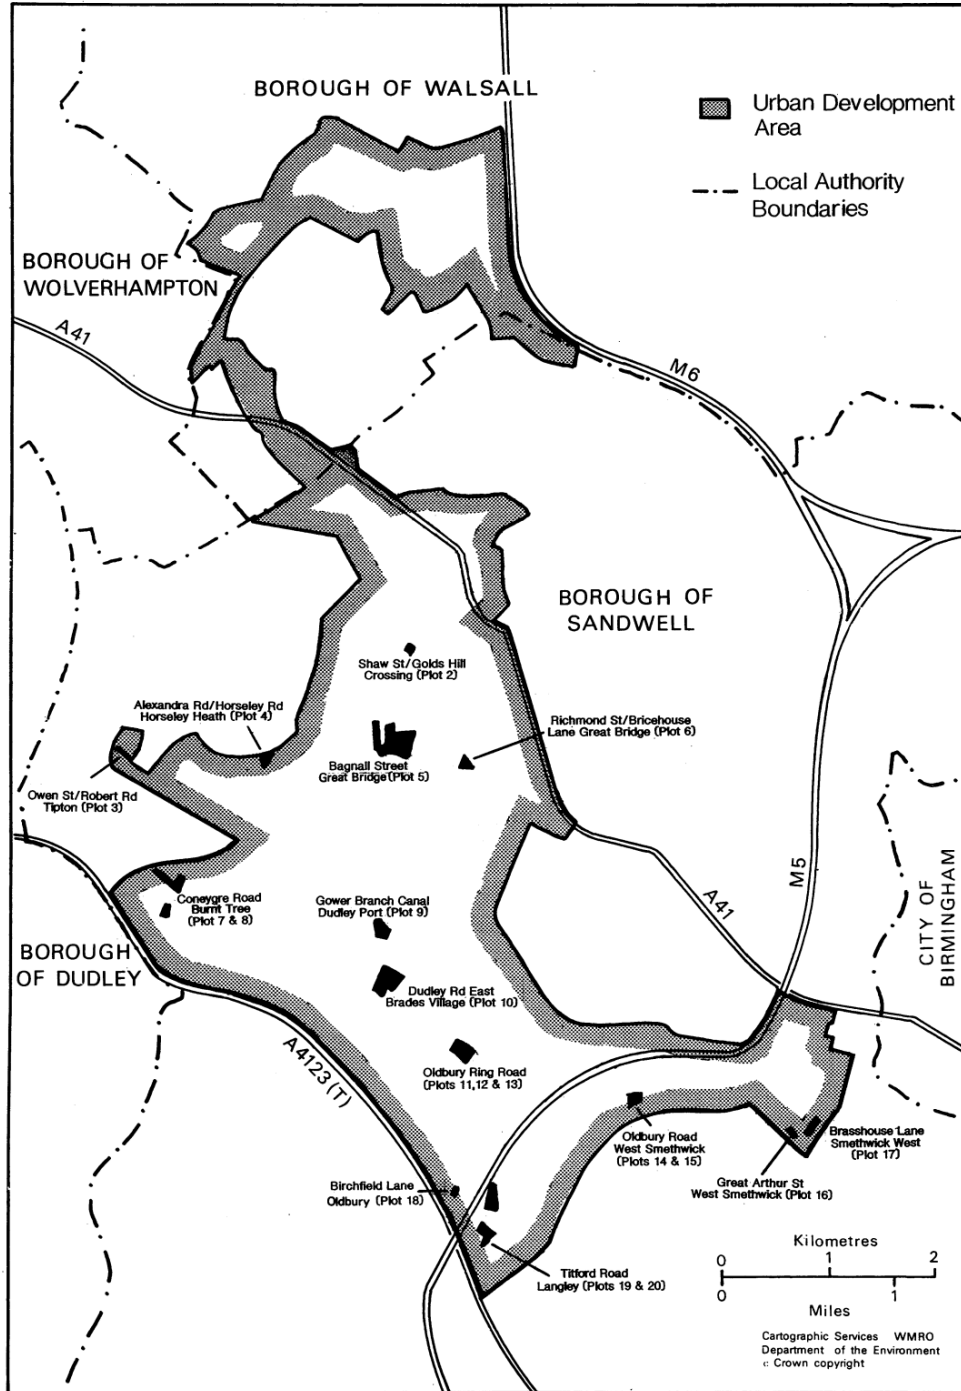 BOROUGH OF WALSALL
Urban Development
Area
Local Authority
Boundaries
BOROUGH OF
WOLVERHAMPTON
A41
M6
BOROUGH OF
SANDWELL
Shaw St/Golds Hill
Crossing (Plot 2)
Alexandra Rd/Horseley Rd
Horseley Heath (Plot 4)
Richmond St/Bricehouse
Lane Great Bridge (Plot 6)
Bagnall Street
Great Bridge (Plot 5)
Owen St/Robert Rd
Tipton (Plot 3)
Coneygre Road
Burnt Tree
(Plot 7 & 8)
Gower Branch Canal
Dudley Port (Plot 9)
M5
A41
CITY OF
BIRMINGHAM
BOROUGH
OF DUDLEY
Dudley Rd East
Brades Village (Plot 10)
A4123(T)
Oldbury Ring Road
(Plots 11,12 & 13)
Oldbury Road
West Smethwick
(Plots 14 & 15)
Brasshouse Lane
Smethwick West
(Plot 17)
Great Arthur St
West Smethwick (Plot 16)
Birchfield Lane
Oldbury (Plot 18)
Titford Road
Langley (Plots 19 & 20)
Kilometres
0 1 2
0 1
Miles
Cartographic Services WMRO
Department of the Environment
c Crown copyright